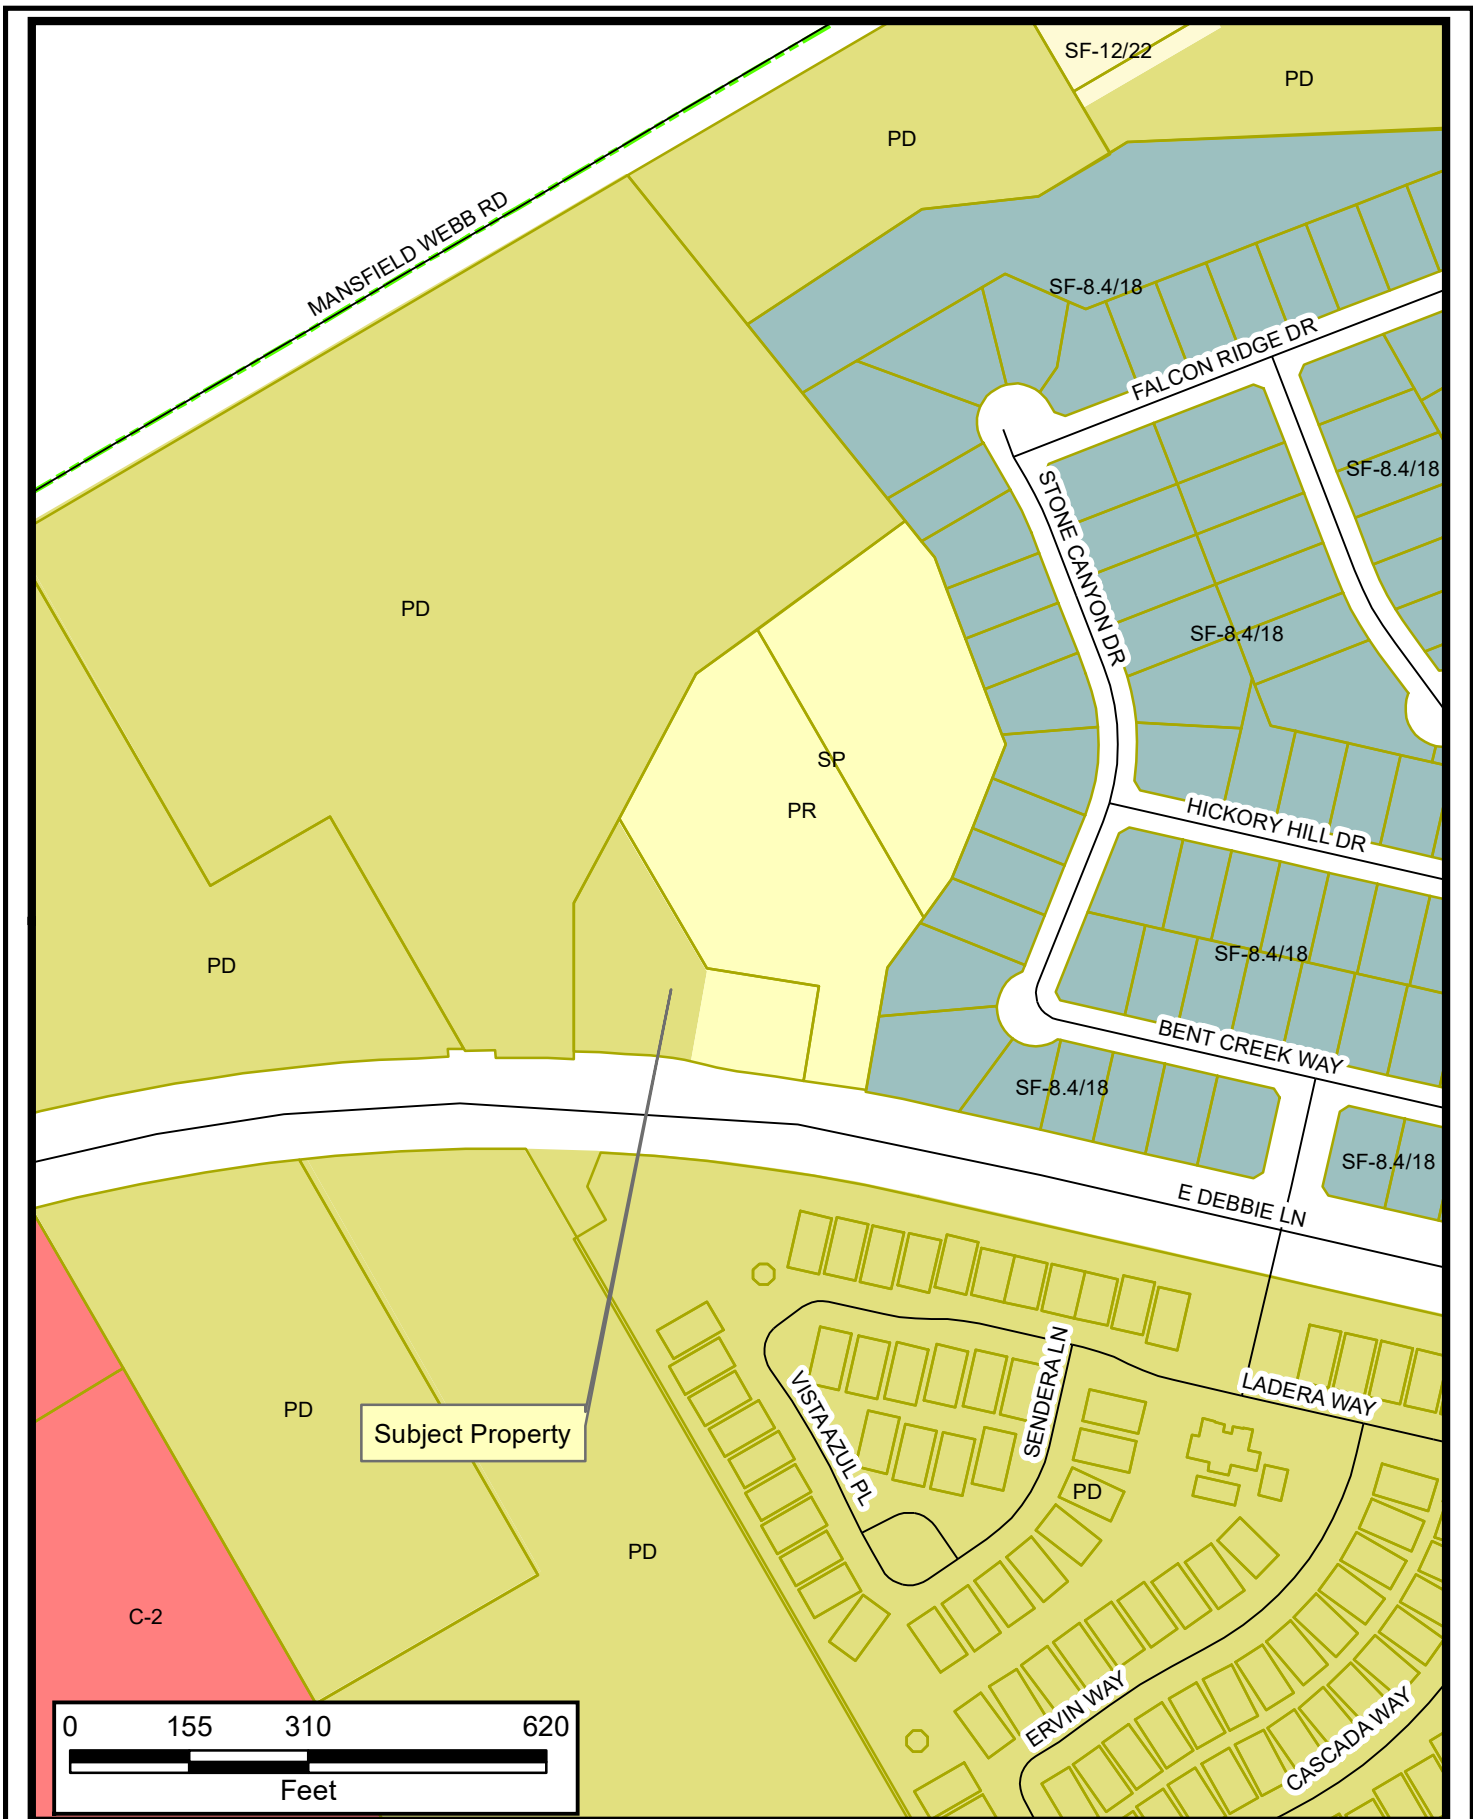 SF-12/22
PD
PD
MANSFIELD WEBB RD
SF-8.4/18
FALCON RIDGE DR
SF-8.4/18
STONE CANYON DR
PD
SF-8.4/18
SP
PR
HICKORY HILL DR
SF-8.4/18
PD
BENT CREEK WAY
SF-8.4/18
SF-8.4/18
E DEBBIE LN
SENDERA LN
VISTA AZUL PL
LADERA WAY
PD
Subject Property
PD
PD
C-2
ERVIN WAY
CASCADA WAY
0 155 310 620
Feet